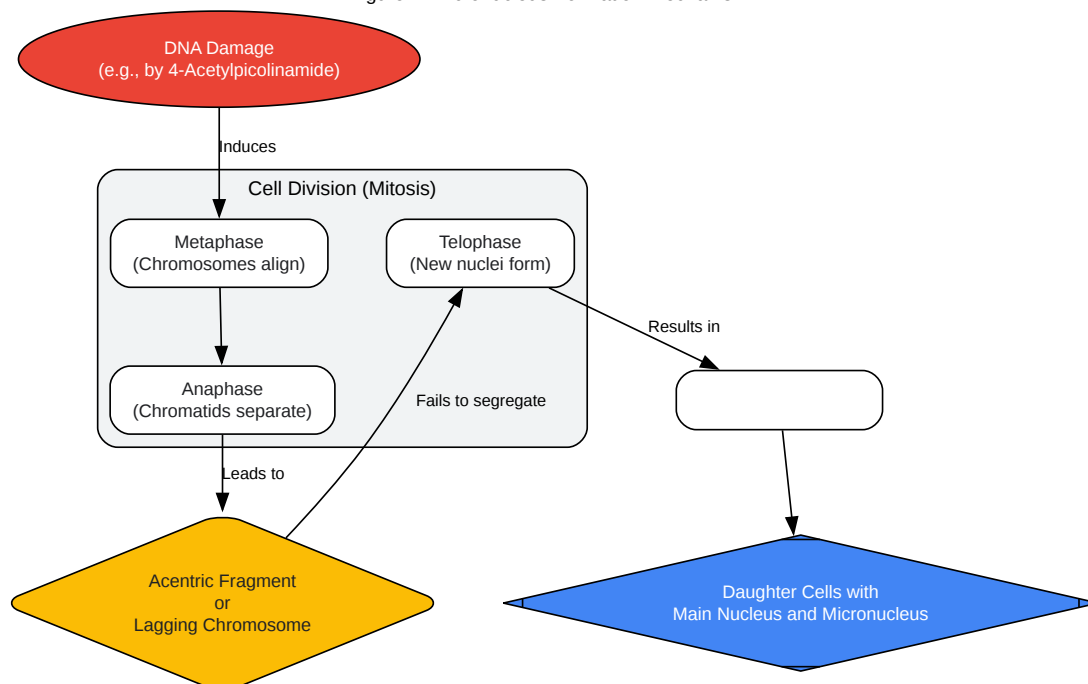 DNA Damage
(e.g., by 4-Acetylpicolinamide)
Induces
Cell Division (Mitosis)
Metaphase
(Chromosomes align)
Telophase
(New nuclei form)
Results in
Anaphase
(Chromatids separate)
Fails to segregate
Leads to
Acentric Fragment
or
Lagging Chromosome
Daughter Cells with
Main Nucleus and Micronucleus